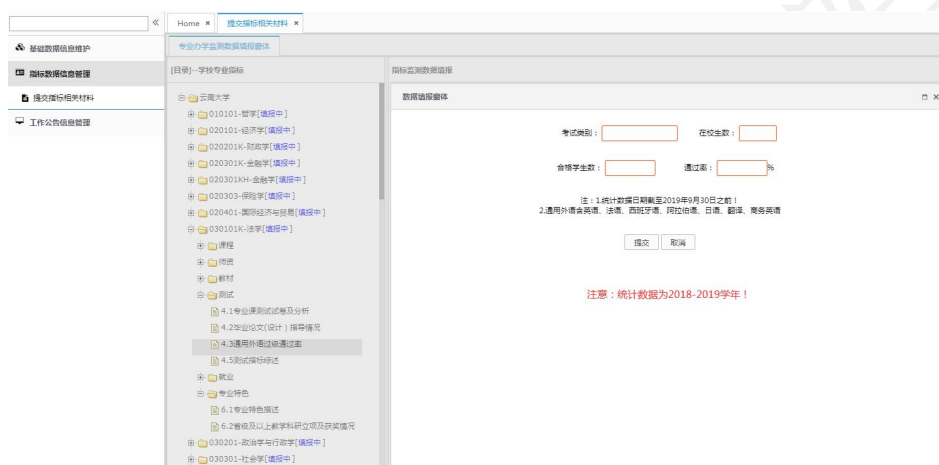 Home ×
提交指标相关材料 ×
基础数据信息维护
指标数据信息管理
提交指标相关材料
工作公告信息管理
专业办学监测数据填报窗体
[目录]--学校专业指标
云南大学
010101-哲学[填报中]
020101-经济学[填报中]
020201K-财政学[填报中]
020301K-金融学[填报中]
020301KH-金融学[填报中]
020303-保险学[填报中]
020401-国际经济与贸易[填报中]
030101K-法学[填报中]
课程
师资
教材
测试
4.1专业课测试试卷及分析
4.2毕业论文(设计)指导情况
4.3通用外语过级通过率
4.5测试指标综述
就业
专业特色
6.1专业特色描述
6.2省级及以上教学科研立项及获奖情况
030201-政治学与行政学[填报中]
030301-社会学[填报中]
指标监测数据填报
数据填报窗体
考试类别： 在校生数：
合格学生数： 通过率： %
注：1.统计数据日期截至2019年9月30日之前！
2.通用外语含英语、法语、西班牙语、阿拉伯语、日语、翻译、商务英语
提交 取消
注意：统计数据为2018-2019学年！